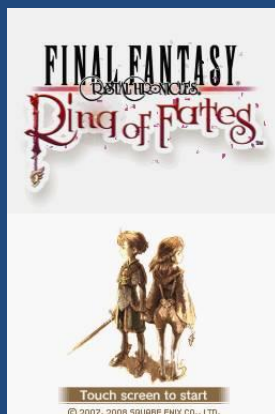 FINAL FANTASY
CRYSTAL CHRONICLES
Ring of Fates
Touch screen to start
© 2007, 2008 SQUARE ENIX CO., LTD.